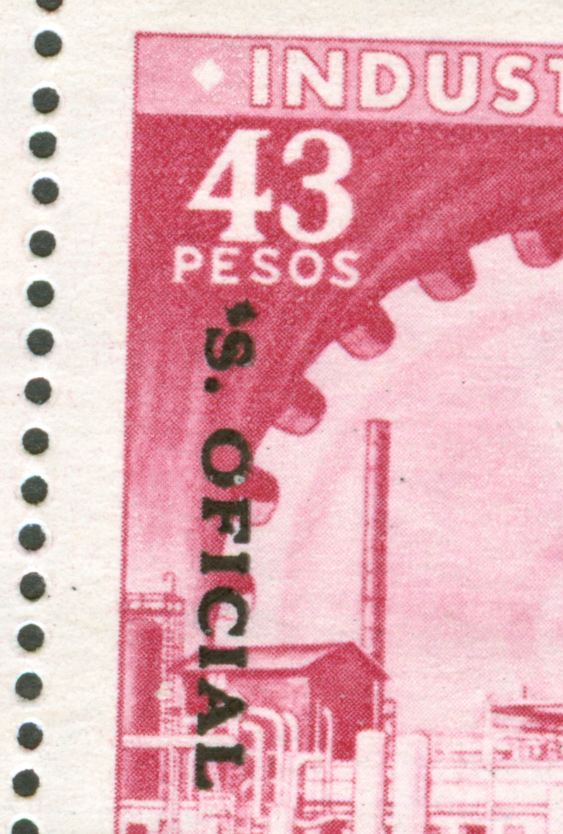 INDUST
43
PESOS
S. OFICIAL